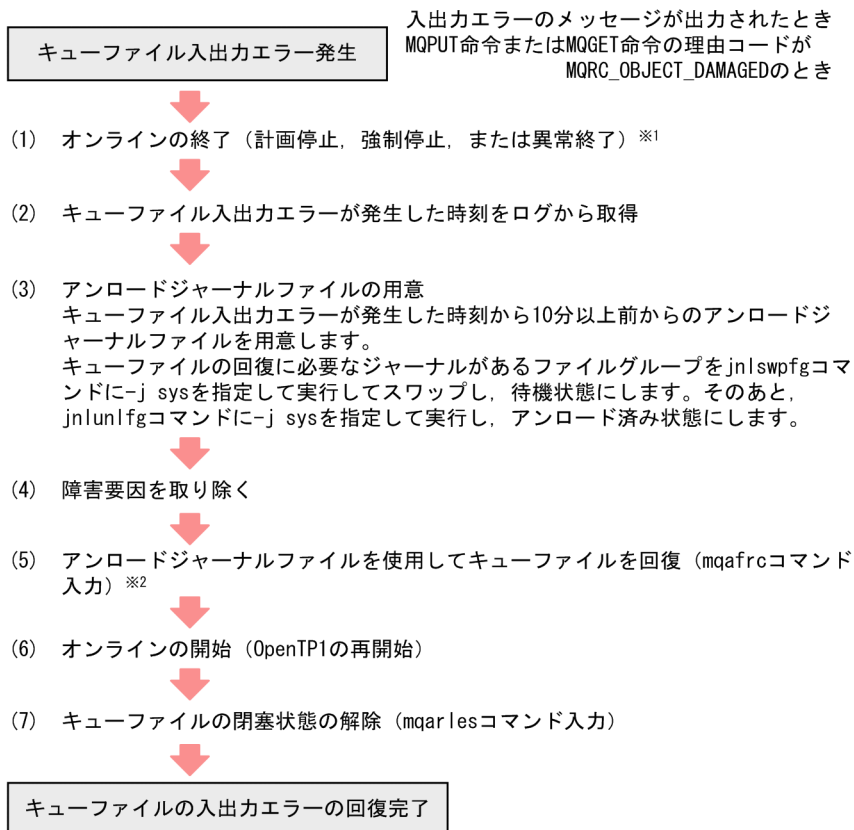 入出力エラーのメッセージが出力されたとき
MQPUT命令またはMQGET命令の理由コードが
MQRC_OBJECT_DAMAGEDのとき
キューファイル入出力エラー発生
(1) オンラインの終了（計画停止，強制停止，または異常終了）※1
(2) キューファイル入出力エラーが発生した時刻をログから取得
(3) アンロードジャーナルファイルの用意
キューファイル入出力エラーが発生した時刻から10分以上前からのアンロードジ
ャーナルファイルを用意します。
キューファイルの回復に必要なジャーナルがあるファイルグループをjnlswpfgコマ
ンドに-j sysを指定して実行してスワップし，待機状態にします。そのあと，
jnlunlfgコマンドに-j sysを指定して実行し，アンロード済み状態にします。
(4) 障害要因を取り除く
(5) アンロードジャーナルファイルを使用してキューファイルを回復（mqafrcコマンド
入力）※2
(6) オンラインの開始（OpenTP1の再開始）
(7) キューファイルの閉塞状態の解除（mqarlesコマンド入力）
キューファイルの入出力エラーの回復完了